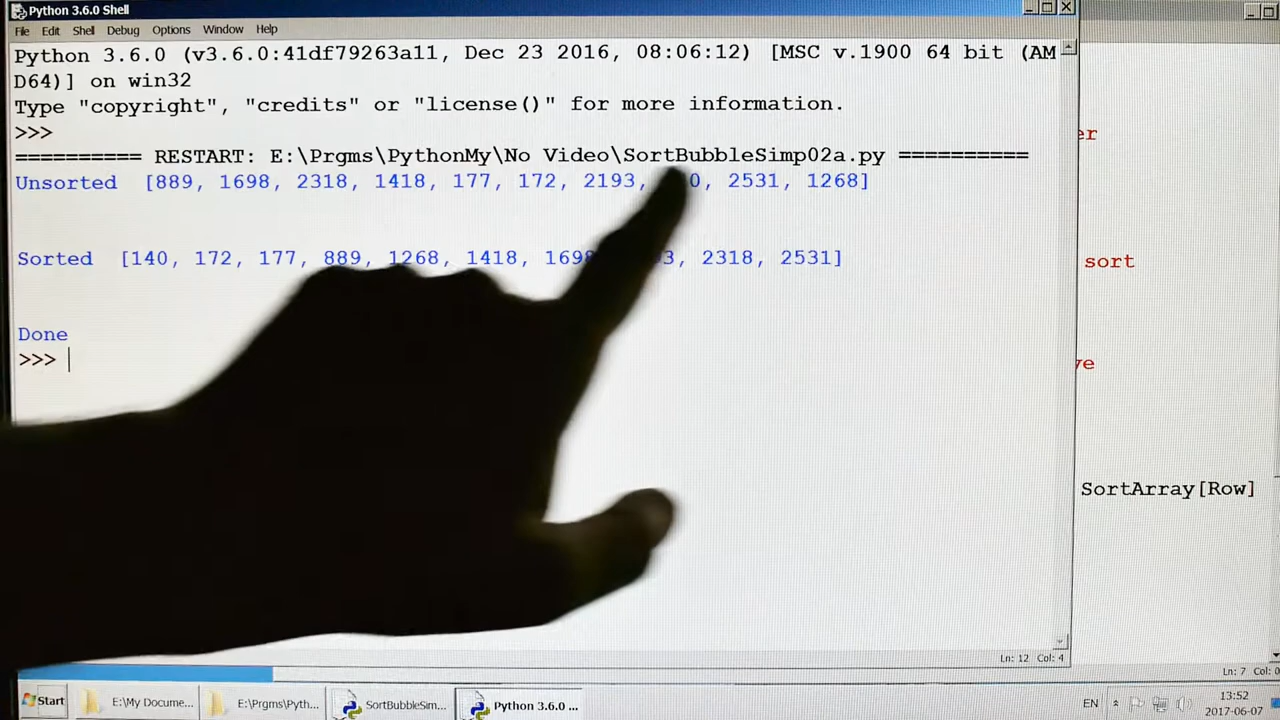 Python 3.6.0 Shell
File Edit Shell Debug Options Window Help
Python 3.6.0 (v3.6.0:41df79263a11, Dec 23 2016, 08:06:12) [MSC v.1900 64 bit (AM
D64)] on win32
Type "copyright", "credits" or "license()" for more information.
>>>
========== RESTART: E:\Prgms\PythonMy\No Video\SortBubbleSimp02a.py ==========
Unsorted [889, 1698, 2318, 1418, 177, 172, 2193, 0, 2531, 1268]
Sorted [140, 172, 177, 889, 1268, 1418, 169 3, 2318, 2531]
Done
>>>
Ln: 12 Col: 4
er
sort
ve
SortArray[Row]
Ln: 7 Col: 0
Start E:\My Docume... E:\Prgms\Pyth... SortBubbleSim... Python 3.6.0 ...
EN 13:52
2017-06-07